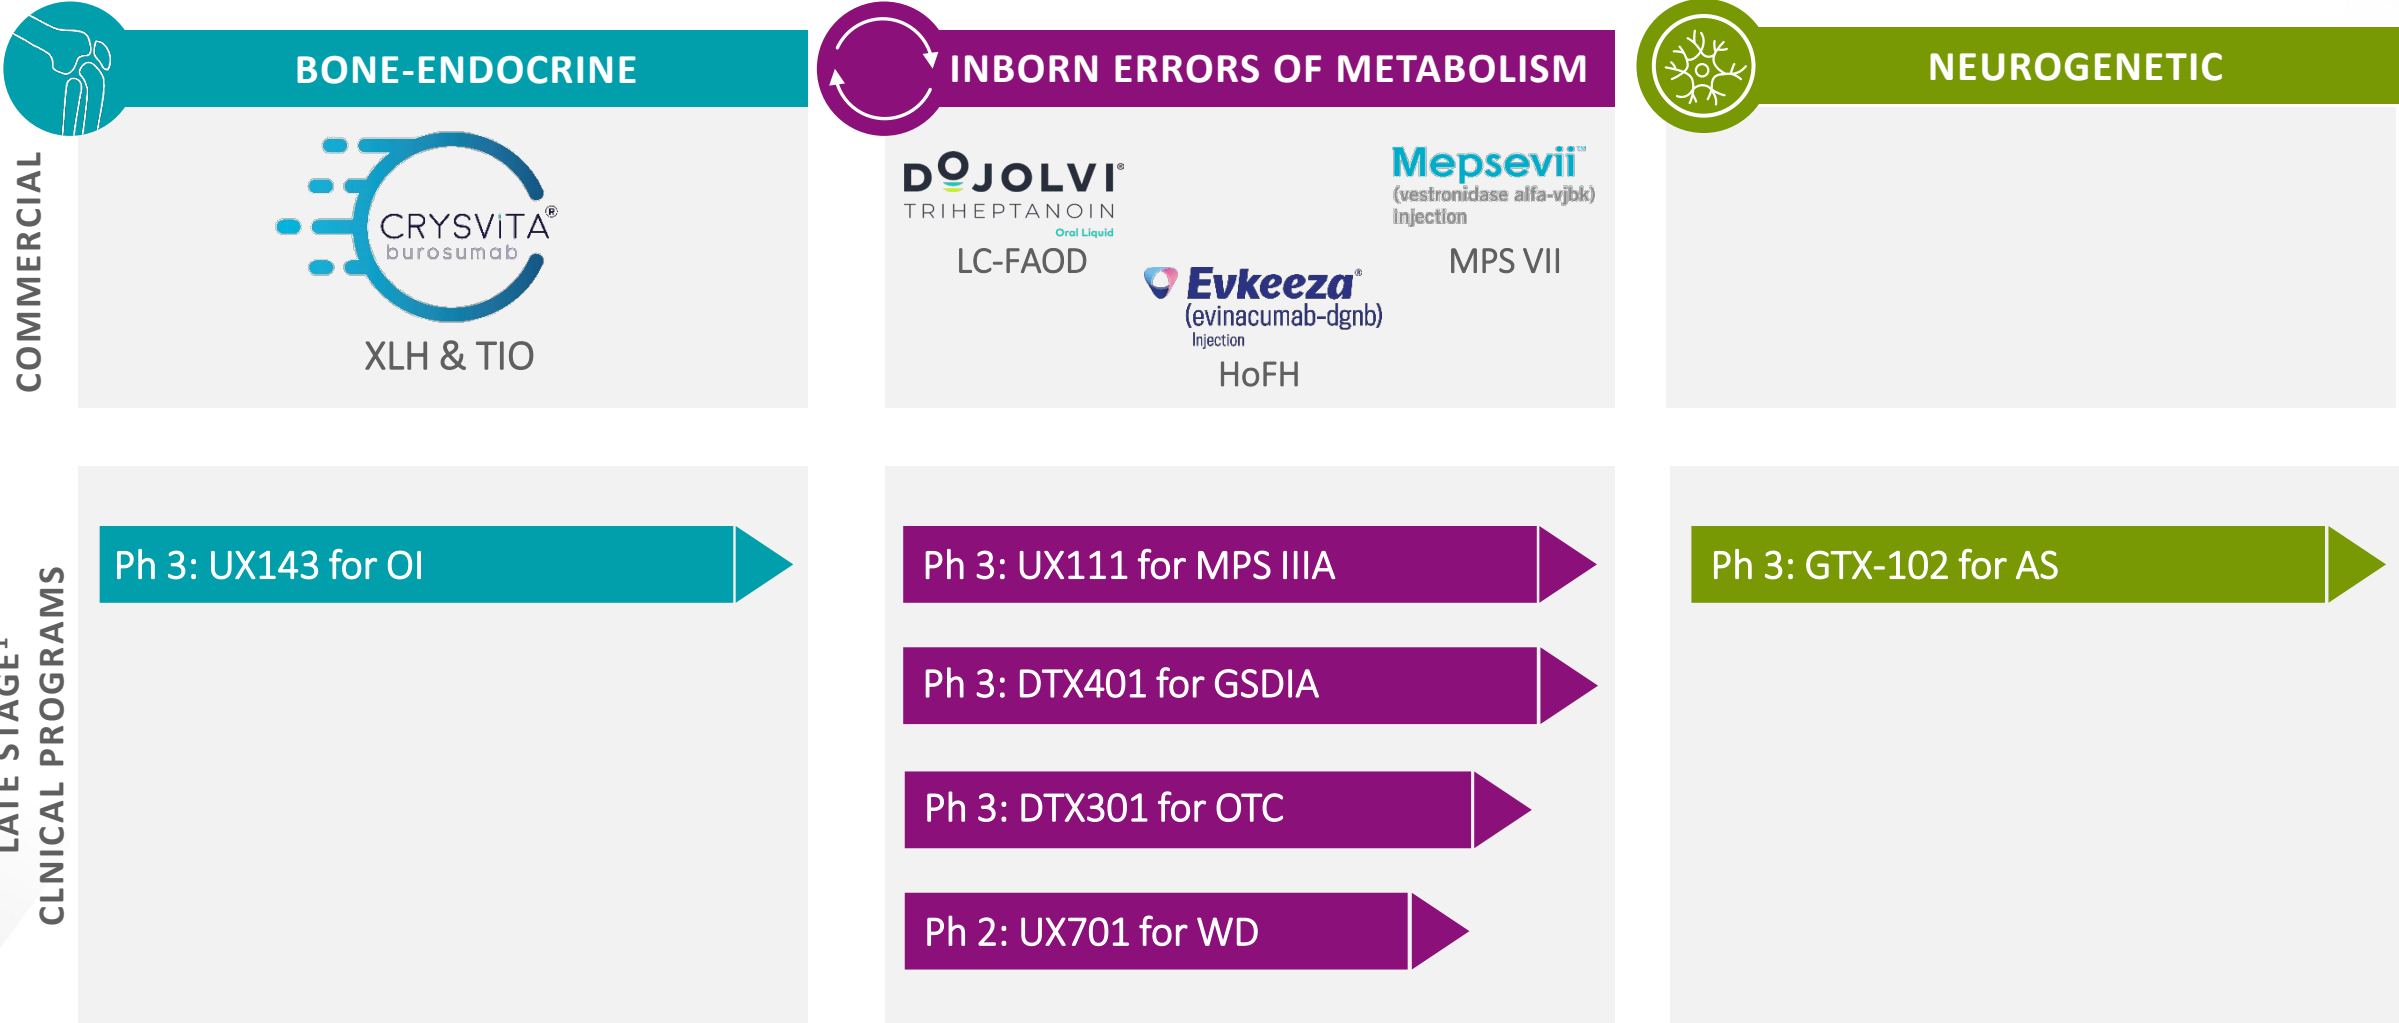 BONE-ENDOCRINE
INBORN ERRORS OF METABOLISM
NEUROGENETIC
COMMERCIAL
CRYSVITA®
burosumab
XLH & TIO
DOJOLVI®
TRIHEPTANOIN
Oral Liquid
LC-FAOD
Mepsevii™
(vestronidase alfa-vjbk)
Injection
MPS VII
Evkeeza®
(evinacumab-dgnb)
Injection
HoFH
LATE STAGE¹
CLNICAL PROGRAMS
Ph 3: UX143 for OI
Ph 3: UX111 for MPS IIIA
Ph 3: DTX401 for GSDIA
Ph 3: DTX301 for OTC
Ph 2: UX701 for WD
Ph 3: GTX-102 for AS